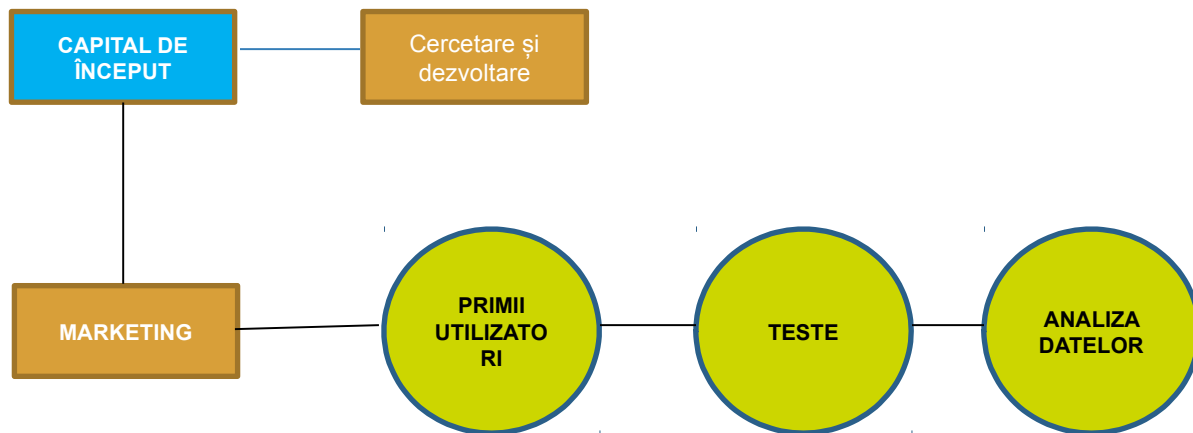 CAPITAL DE
ÎNCEPUT
Cercetare și
dezvoltare
MARKETING
PRIMII
UTILIZATO
RI
TESTE
ANALIZA
DATELOR